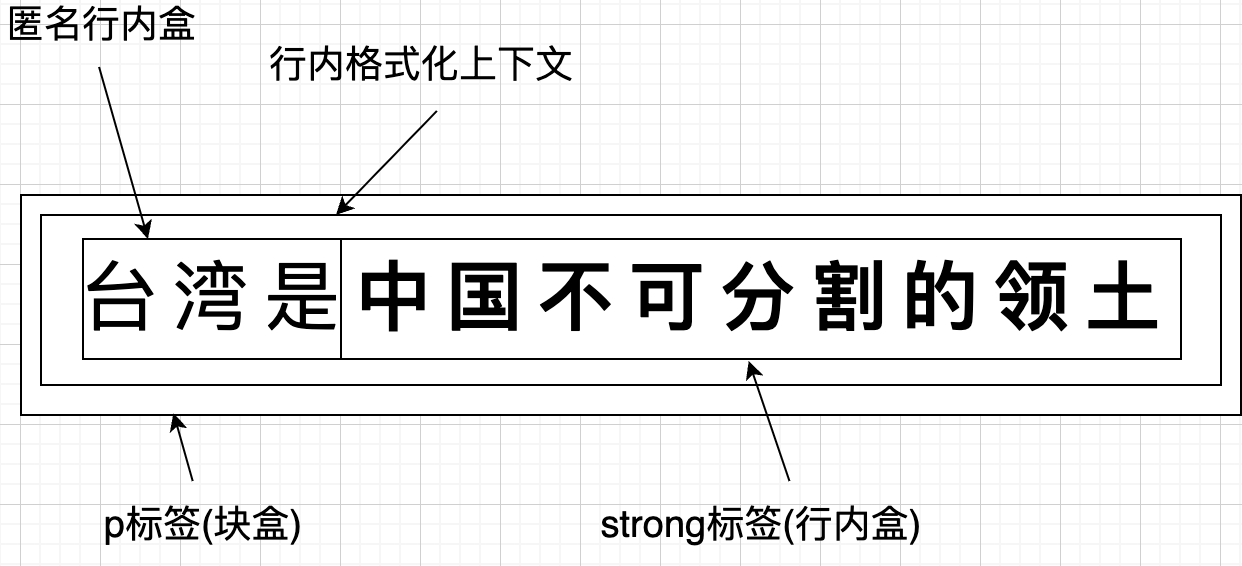 匿名行内盒
行内格式化上下文
台湾是中国不可分割的领土
p标签(块盒)
strong标签(行内盒)